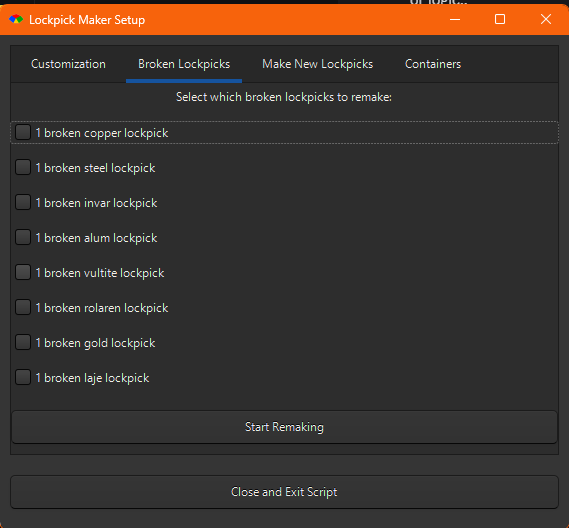 Lockpick Maker Setup
Customization Broken Lockpicks Make New Lockpicks Containers
Select which broken lockpicks to remake:
1 broken copper lockpick
1 broken steel lockpick
1 broken invar lockpick
1 broken alum lockpick
1 broken vultite lockpick
1 broken rolaren lockpick
1 broken gold lockpick
1 broken laje lockpick
Start Remaking
Close and Exit Script